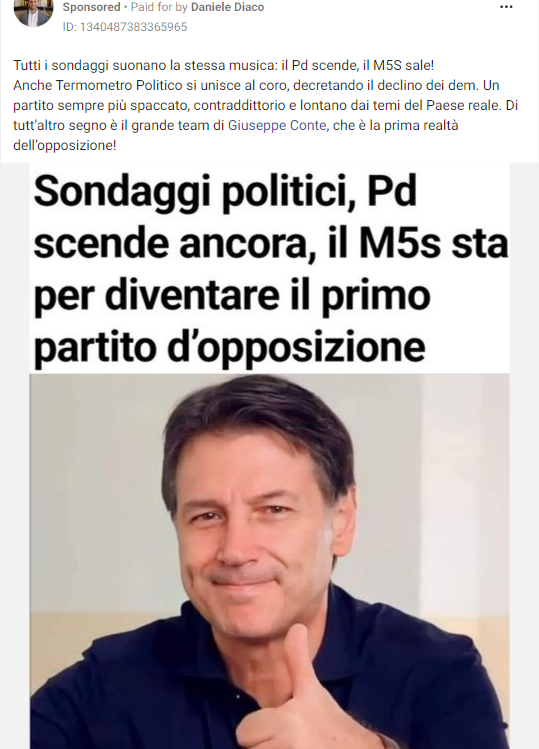 Sponsored • Paid for by Daniele Diaco
ID: 1340487383365965
Tutti i sondaggi suonano la stessa musica: il Pd scende, il M5S sale!
Anche Termometro Politico si unisce al coro, decretando il declino dei dem. Un
partito sempre più spaccato, contraddittorio e lontano dai temi del Paese reale. Di
tutt’altro segno è il grande team di Giuseppe Conte, che è la prima realtà
dell’opposizione!
Sondaggi politici, Pd
scende ancora, il M5s sta
per diventare il primo
partito d’opposizione